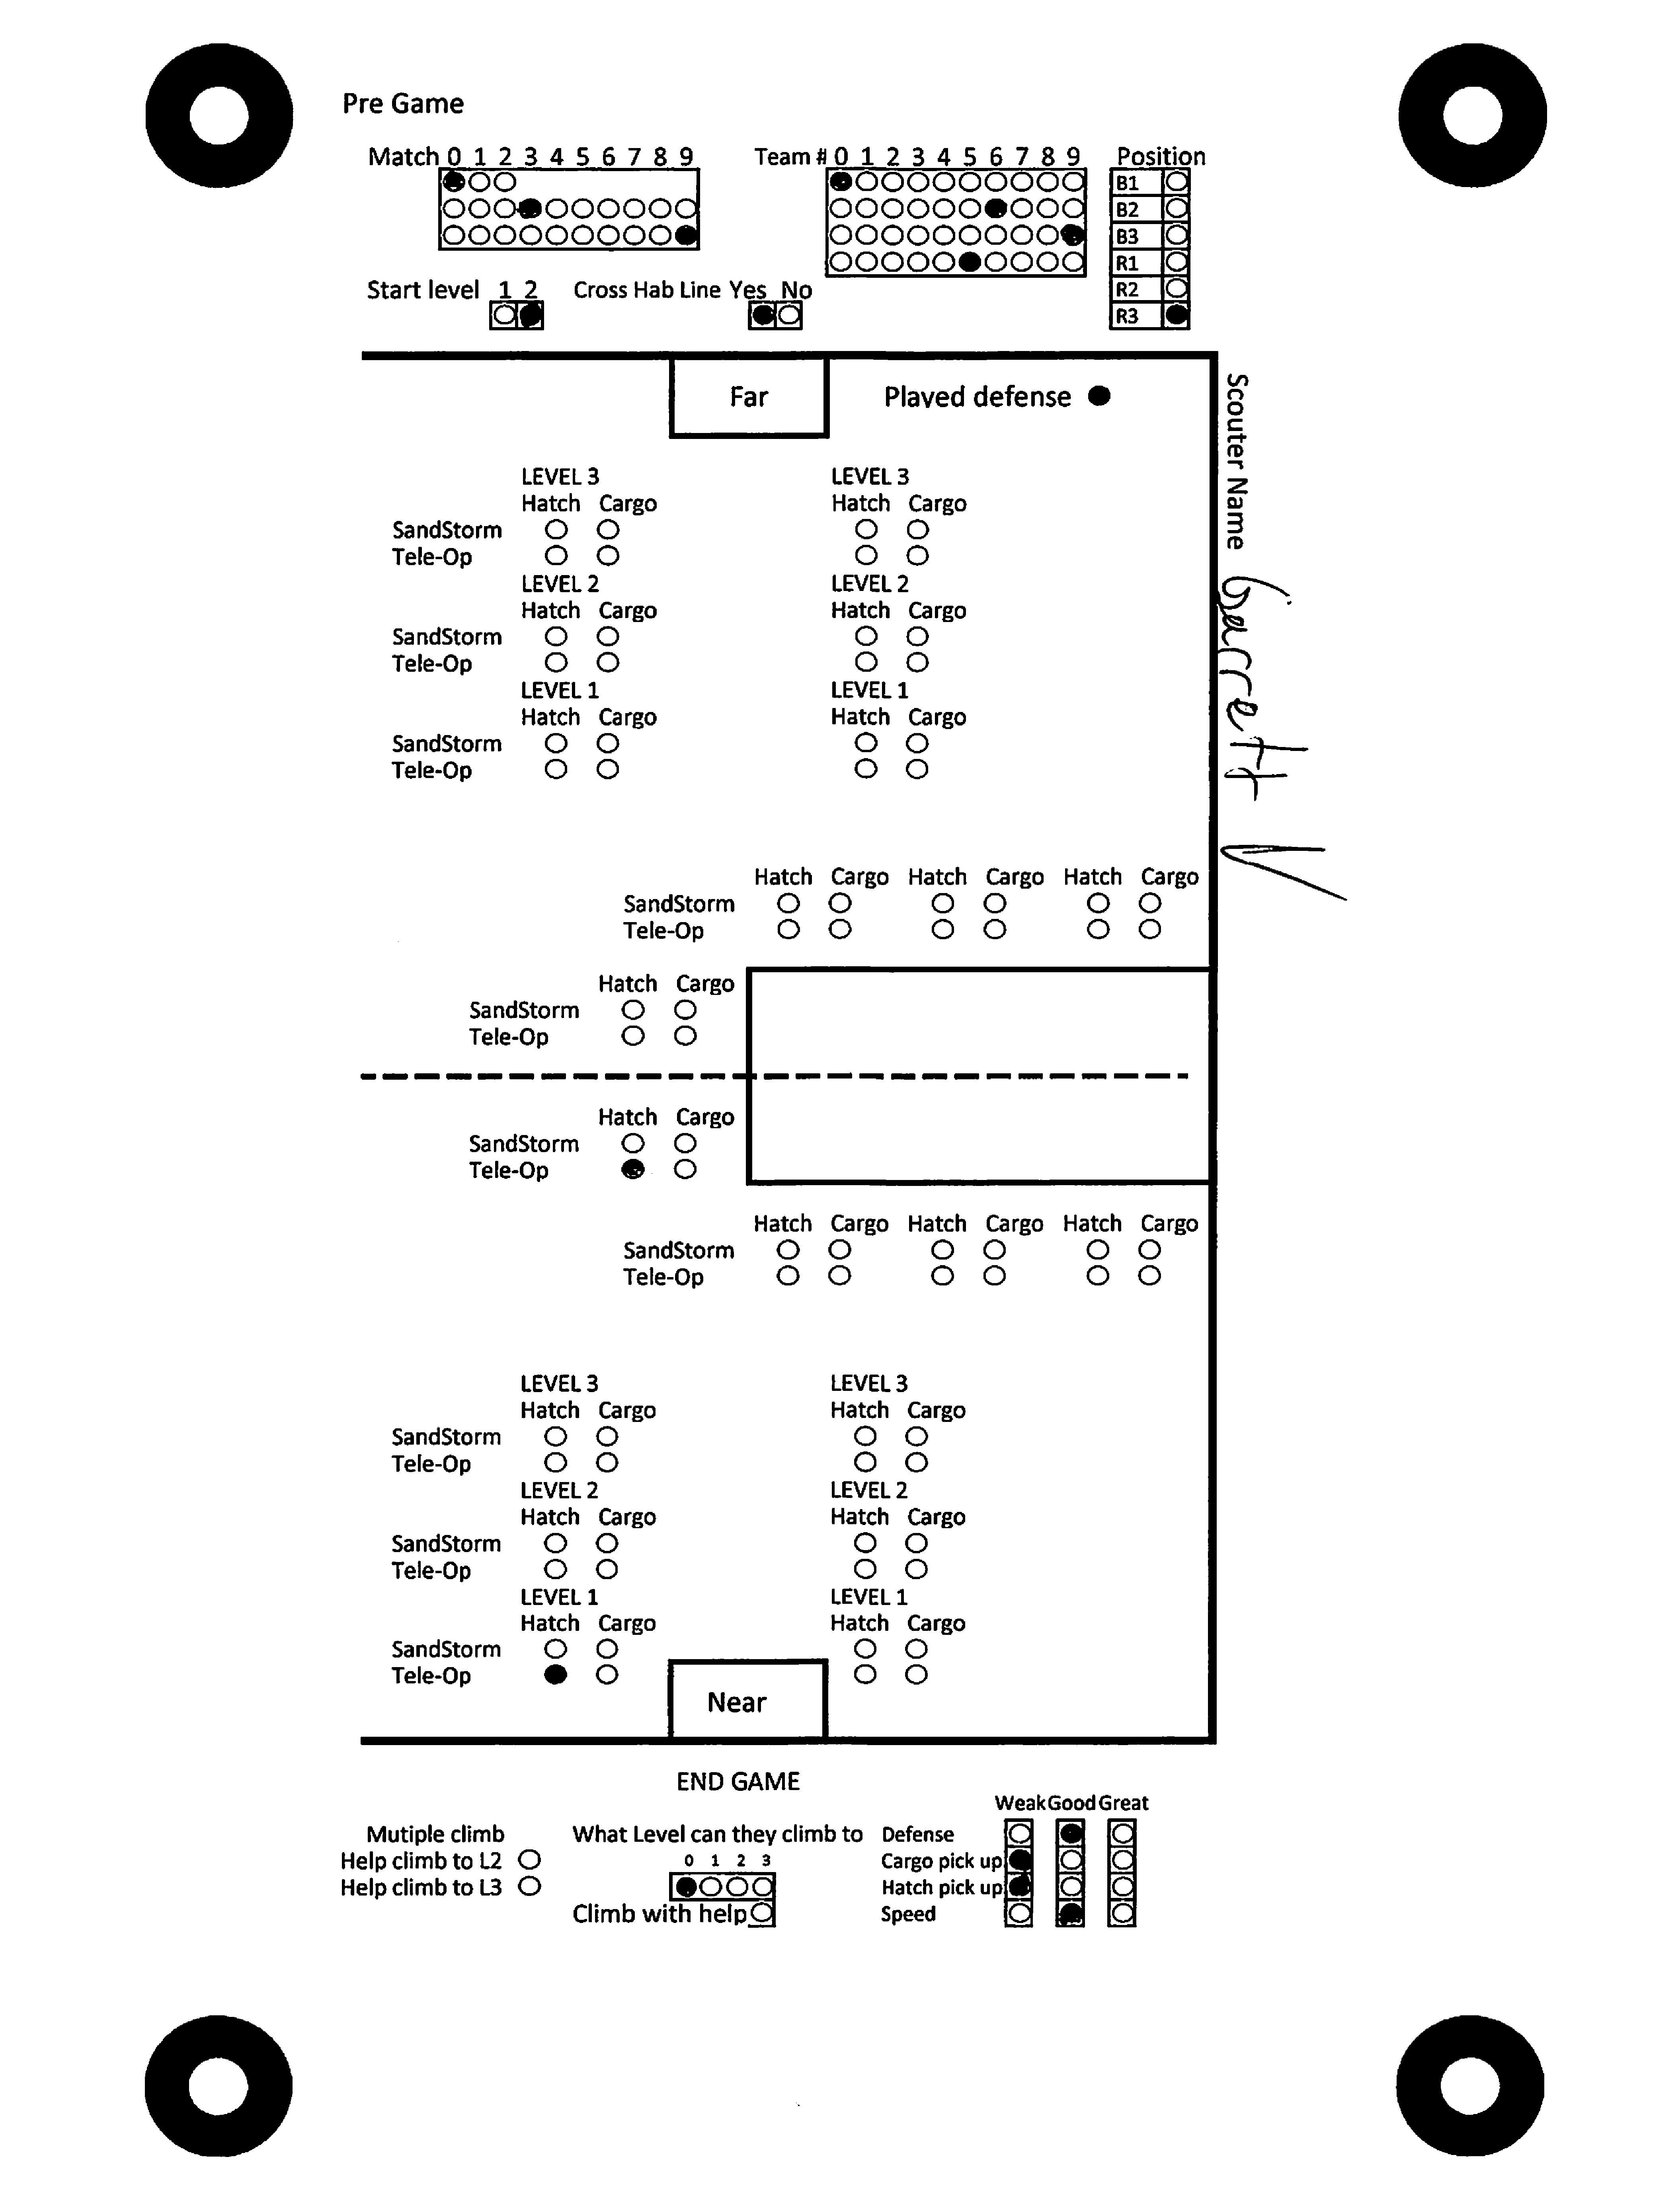 Pre Game
Match 0 1 2 3 4 5 6 7 8 9
Team # 0 1 2 3 4 5 6 7 8 9
Position
B1
B2
B3
R1
R2
R3
Start level 1 2
Cross Hab Line Yes No
Far
Played defense
Scouter Name Garrett V
LEVEL 3 LEVEL 3
Hatch Cargo Hatch Cargo
SandStorm
Tele-Op
LEVEL 2 LEVEL 2
Hatch Cargo Hatch Cargo
SandStorm
Tele-Op
LEVEL 1 LEVEL 1
Hatch Cargo Hatch Cargo
SandStorm
Tele-Op
Hatch Cargo Hatch Cargo Hatch Cargo
SandStorm
Tele-Op
Hatch Cargo
SandStorm
Tele-Op
Hatch Cargo
SandStorm
Tele-Op
Hatch Cargo Hatch Cargo Hatch Cargo
SandStorm
Tele-Op
LEVEL 3 LEVEL 3
Hatch Cargo Hatch Cargo
SandStorm
Tele-Op
LEVEL 2 LEVEL 2
Hatch Cargo Hatch Cargo
SandStorm
Tele-Op
LEVEL 1 LEVEL 1
Hatch Cargo Hatch Cargo
SandStorm
Tele-Op
Near
END GAME
Mutiple climb
Help climb to L2
Help climb to L3
What Level can they climb to
0 1 2 3
Climb with help
Weak Good Great
Defense
Cargo pick up
Hatch pick up
Speed